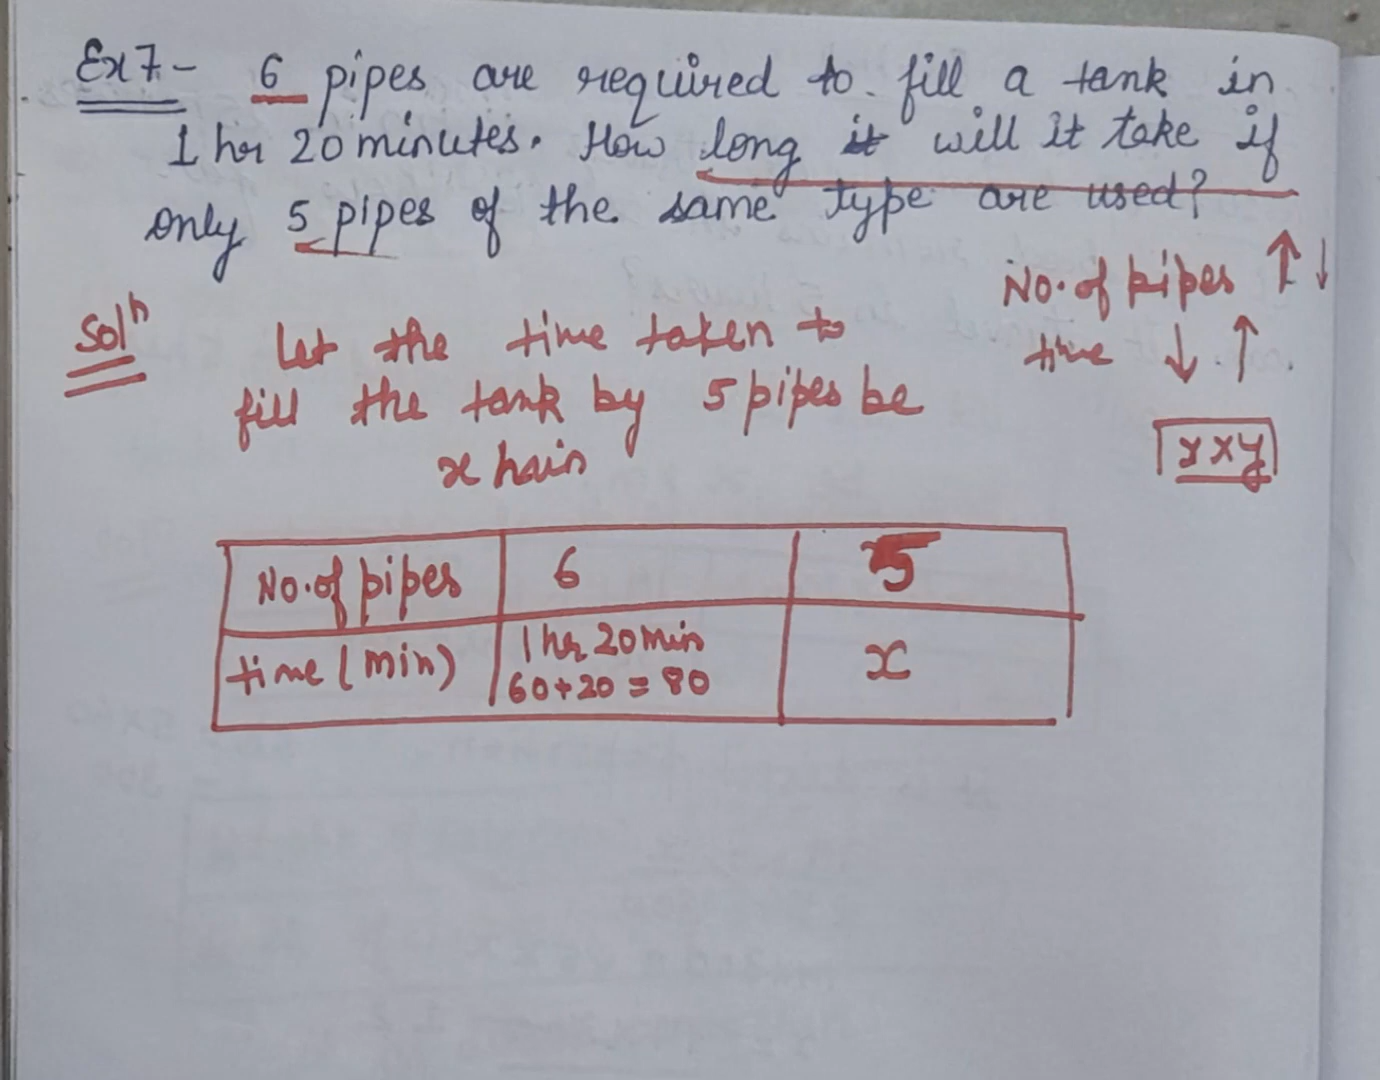 Ex 7 - 6 pipes are required to fill a tank in
1 hr 20 minutes. How long it will it take if
only 5 pipes of the same type are used?
No. of pipes ↑ ↓
time ↓ ↑
x x y
Solⁿ Let the time taken to
fill the tank by 5 pipes be
x
No. of pipes 6 5
time (min) 1 hr 20 min x
60+20 = 80